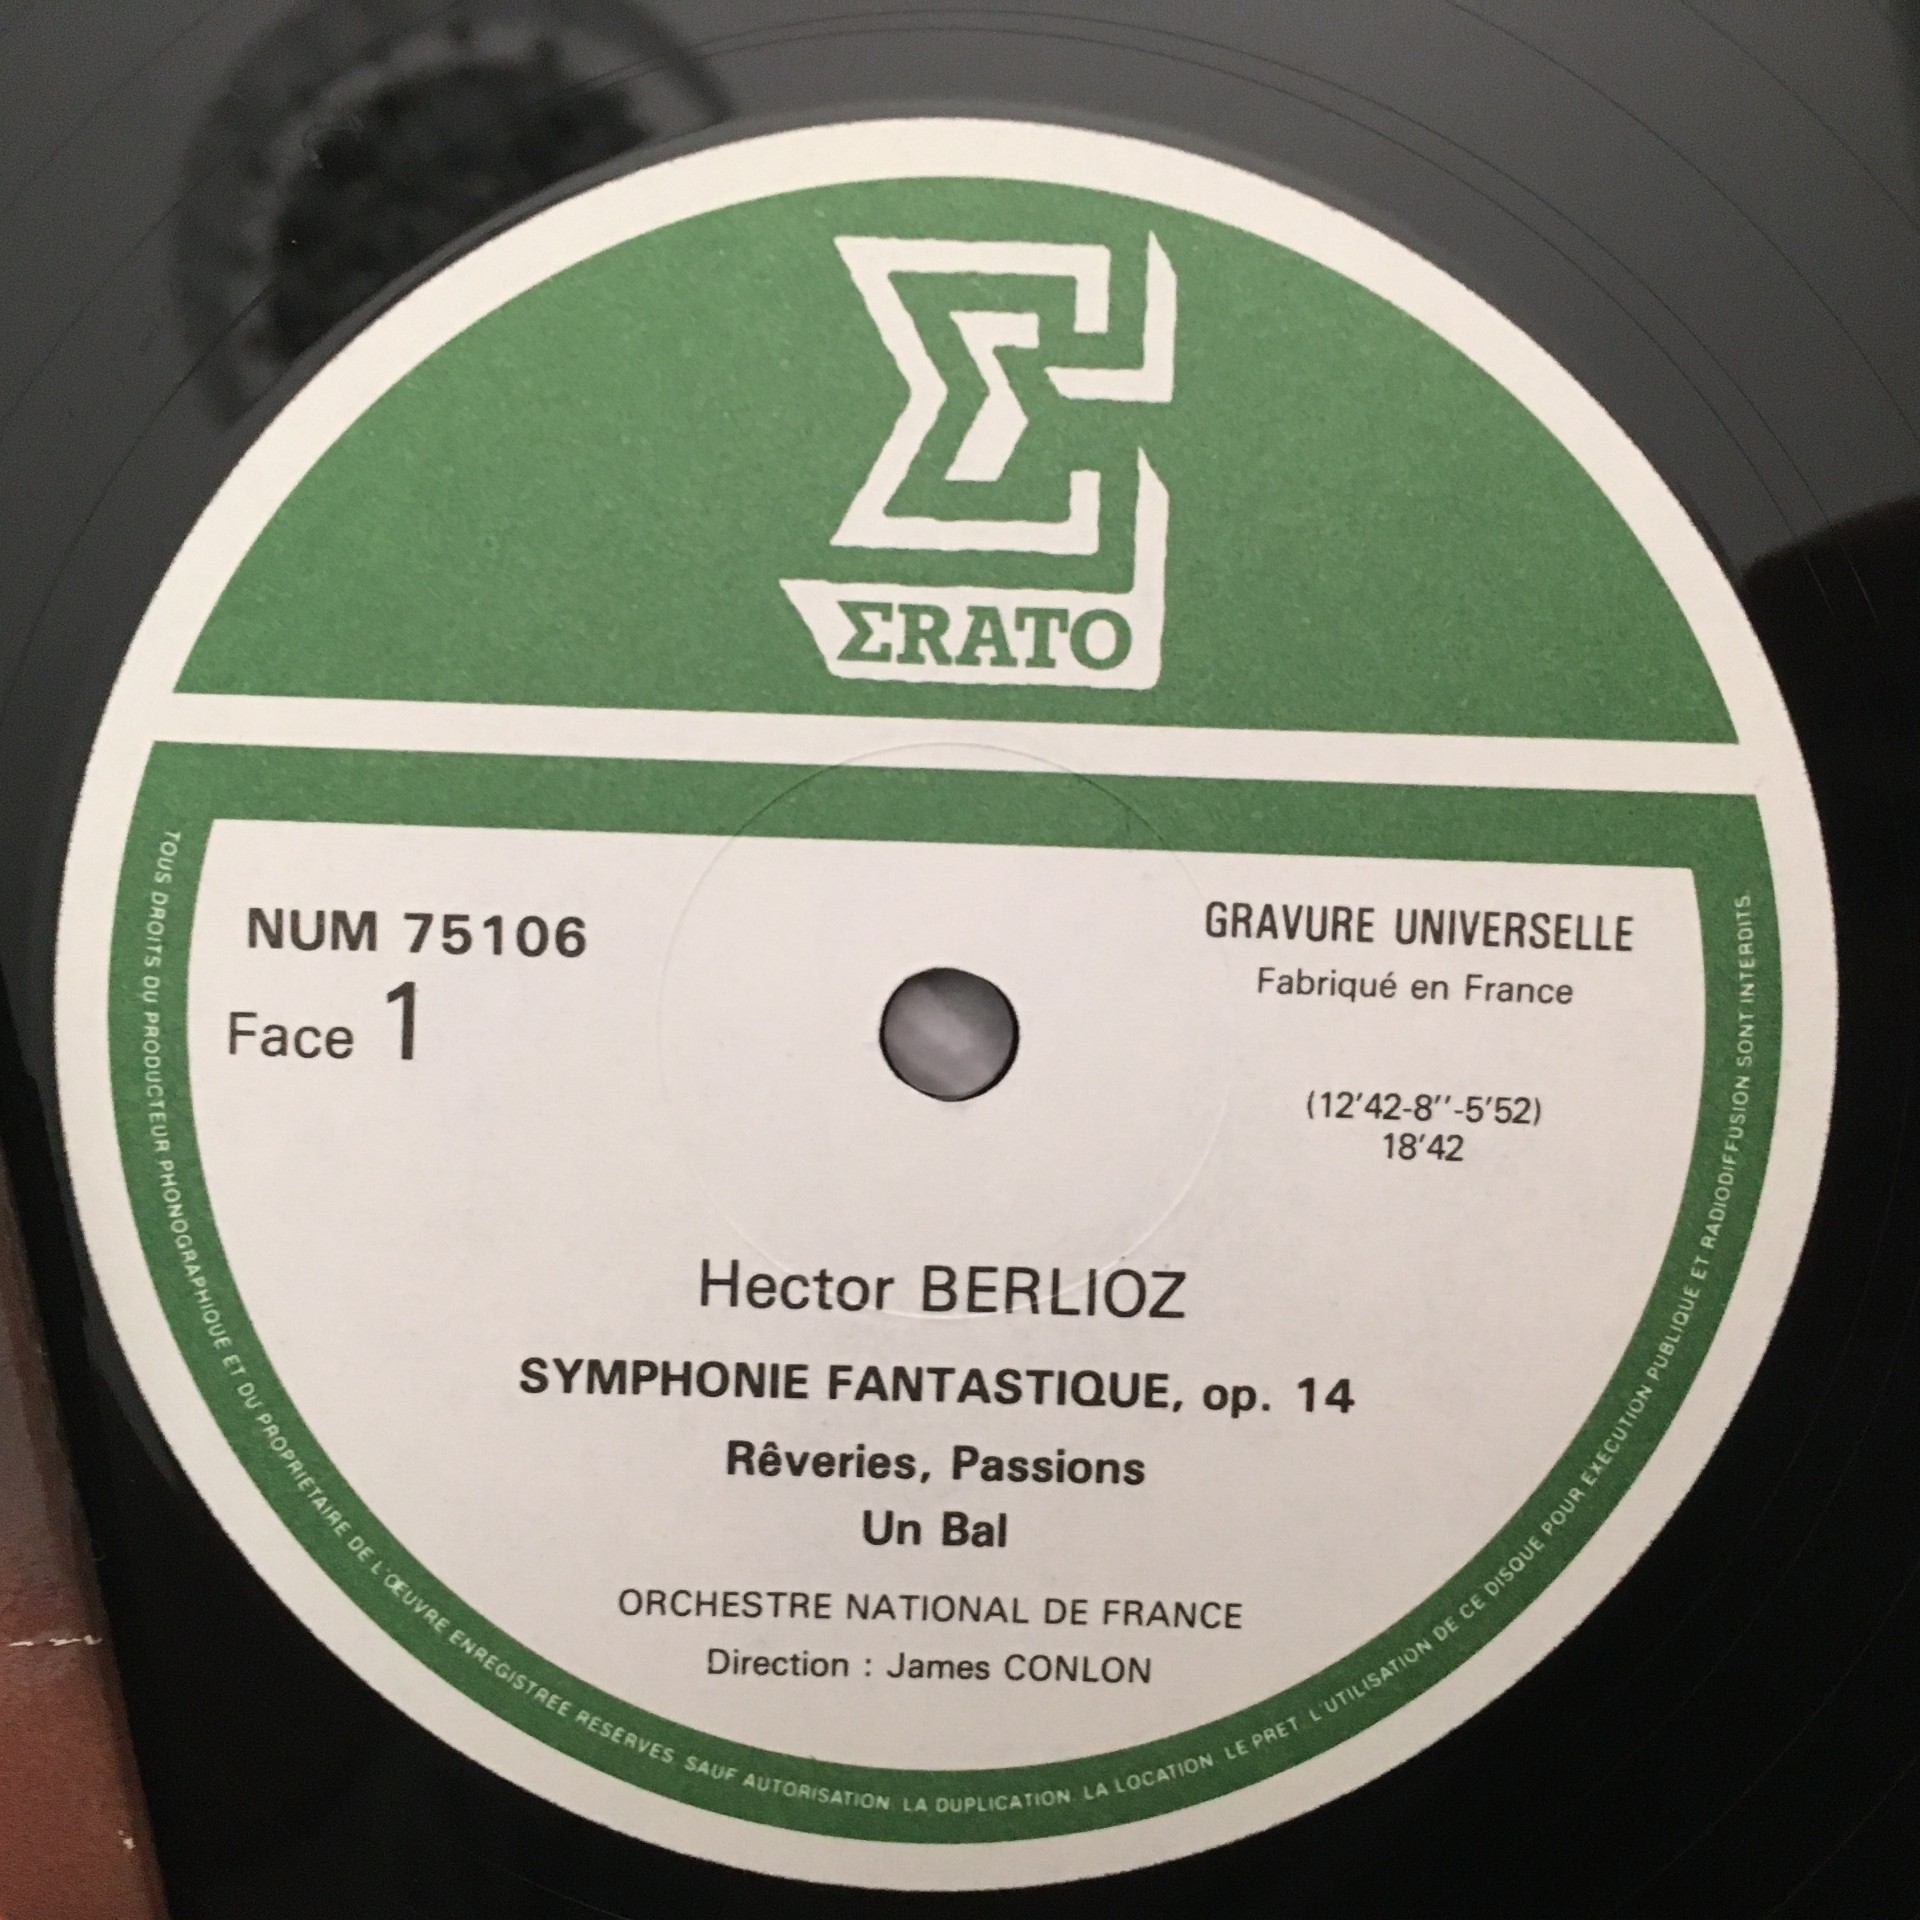 ΣRATO
NUM 75106
Face 1
GRAVURE UNIVERSELLE
Fabriqué en France
(12'42-8''-5'52)
18'42
Hector BERLIOZ
SYMPHONIE FANTASTIQUE, op. 14
Rêveries, Passions
Un Bal
ORCHESTRE NATIONAL DE FRANCE
Direction : James CONLON
TOUS DROITS DU PRODUCTEUR PHONOGRAPHIQUE ET DU PROPRIETAIRE DE L'ŒUVRE ENREGISTREE RESERVES. SAUF AUTORISATION. LA DUPLICATION. LA LOCATION. LE PRET. L'UTILISATION DE CE DISQUE POUR EXECUTION PUBLIQUE ET RADIODIFFUSION SONT INTERDITS.